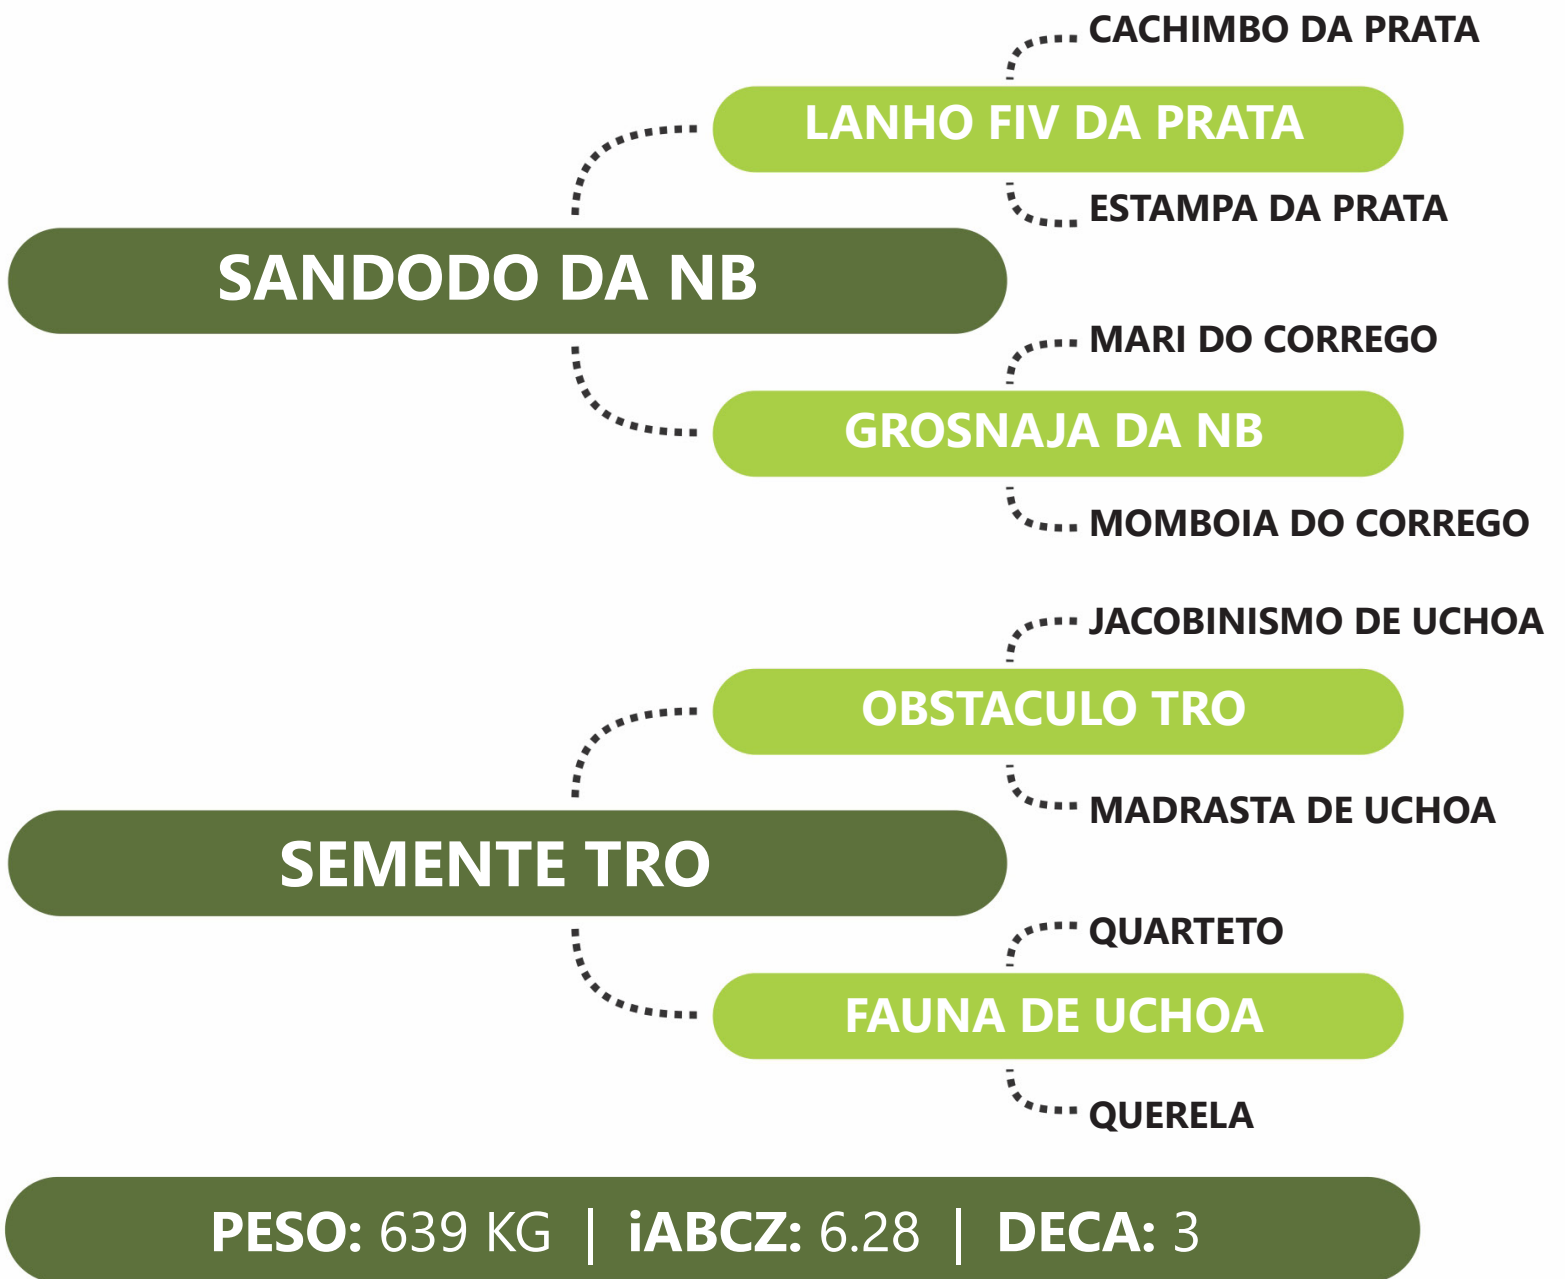 CACHIMBO DA PRATA
LANHO FIV DA PRATA
ESTAMPA DA PRATA
SANDODO DA NB
MARI DO CORREGO
GROSNAJA DA NB
MOMBOIA DO CORREGO
JACOBINISMO DE UCHOA
OBSTACULO TRO
MADRASTA DE UCHOA
SEMENTE TRO
QUARTETO
FAUNA DE UCHOA
QUERELA
PESO: 639 KG | iABCZ: 6.28 | DECA: 3